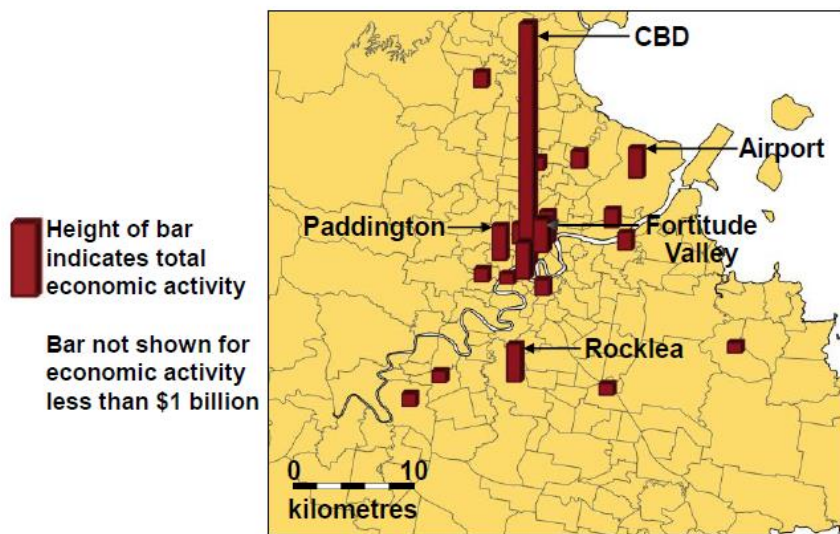 CBD
Airport
Paddington
Fortitude
Valley
Height of bar
indicates total
economic activity
Bar not shown for
economic activity
less than $1 billion
Rocklea
0 10
kilometres